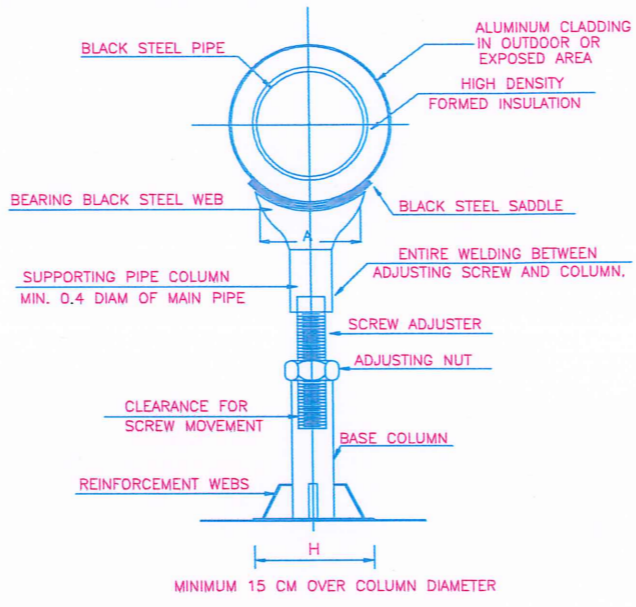 BLACK STEEL PIPE
ALUMINUM CLADDING
IN OUTDOOR OR
EXPOSED AREA
HIGH DENSITY
FORMED INSULATION
BEARING BLACK STEEL WEB
BLACK STEEL SADDLE
A
ENTIRE WELDING BETWEEN
ADJUSTING SCREW AND COLUMN.
SUPPORTING PIPE COLUMN
MIN. 0.4 DIAM OF MAIN PIPE
SCREW ADJUSTER
ADJUSTING NUT
CLEARANCE FOR
SCREW MOVEMENT
BASE COLUMN
REINFORCEMENT WEBS
H
MINIMUM 15 CM OVER COLUMN DIAMETER